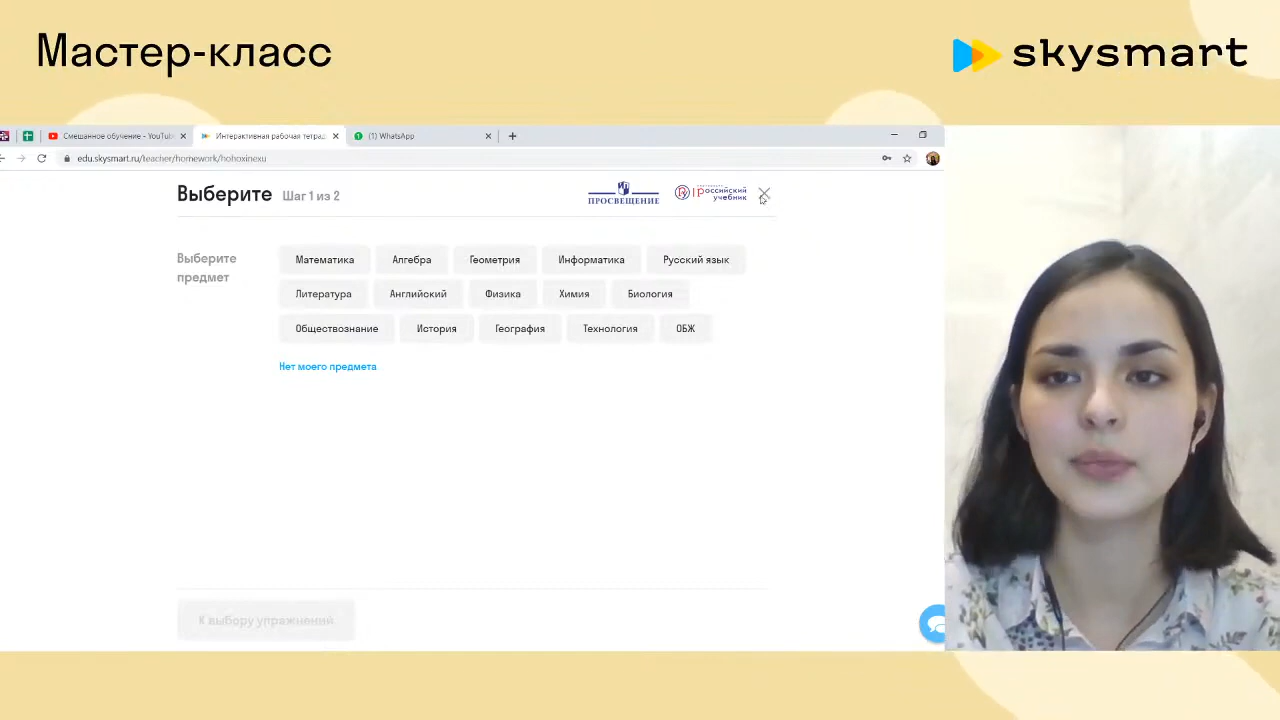 Мастер-класс
skysmart
Смешанное обучение - YouTub
Интерактивная рабочая тетрад
(1) WhatsApp
edu.skysmart.ru/teacher/homework/hohoxinexu
Выберите Шаг 1 из 2
ПРОСВЕЩЕНИЕ
российский
учебник
Выберите
предмет
Математика Алгебра Геометрия Информатика Русский язык
Литература Английский Физика Химия Биология
Обществознание История География Технология ОБЖ
Нет моего предмета
К выбору упражнений